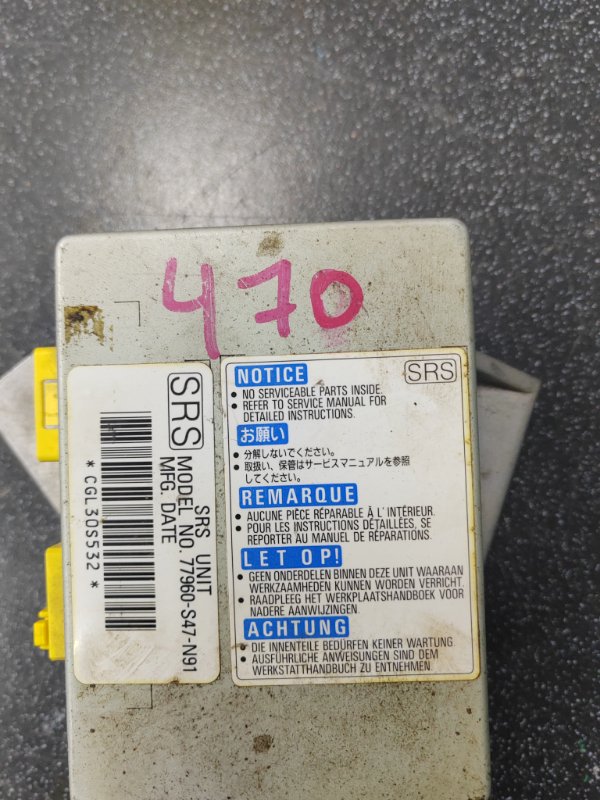 470
SRS
SRS UNIT
MODEL NO. 77960-S47-N91
MFG. DATE
*CGL30S532*
NOTICE
SRS
• NO SERVICEABLE PARTS INSIDE.
• REFER TO SERVICE MANUAL FOR
DETAILED INSTRUCTIONS.
お願い
• 分解しないでください。
• 取扱い、保管はサービスマニュアルを参照
してください。
REMARQUE
• AUCUNE PIÈCE RÉPARABLE À L' INTÉRIEUR.
• POUR LES INSTRUCTIONS DÉTAILLÉES, SE
REPORTER AU MANUEL DE RÉPARATIONS.
LET OP!
• GEEN ONDERDELEN BINNEN DEZE UNIT WAARAAN
WERKZAAMHEDEN KUNNEN WORDEN VERRICHT.
• RAADPLEEG HET WERKPLAATSHANDBOEK VOOR
NADERE AANWIJZINGEN.
ACHTUNG
• DIE INNENTEILE BEDÜRFEN KEINER WARTUNG.
• AUSFÜHRLICHE ANWEISUNGEN SIND DEM
WERKSTATTHANDBUCH ZU ENTNEHMEN.